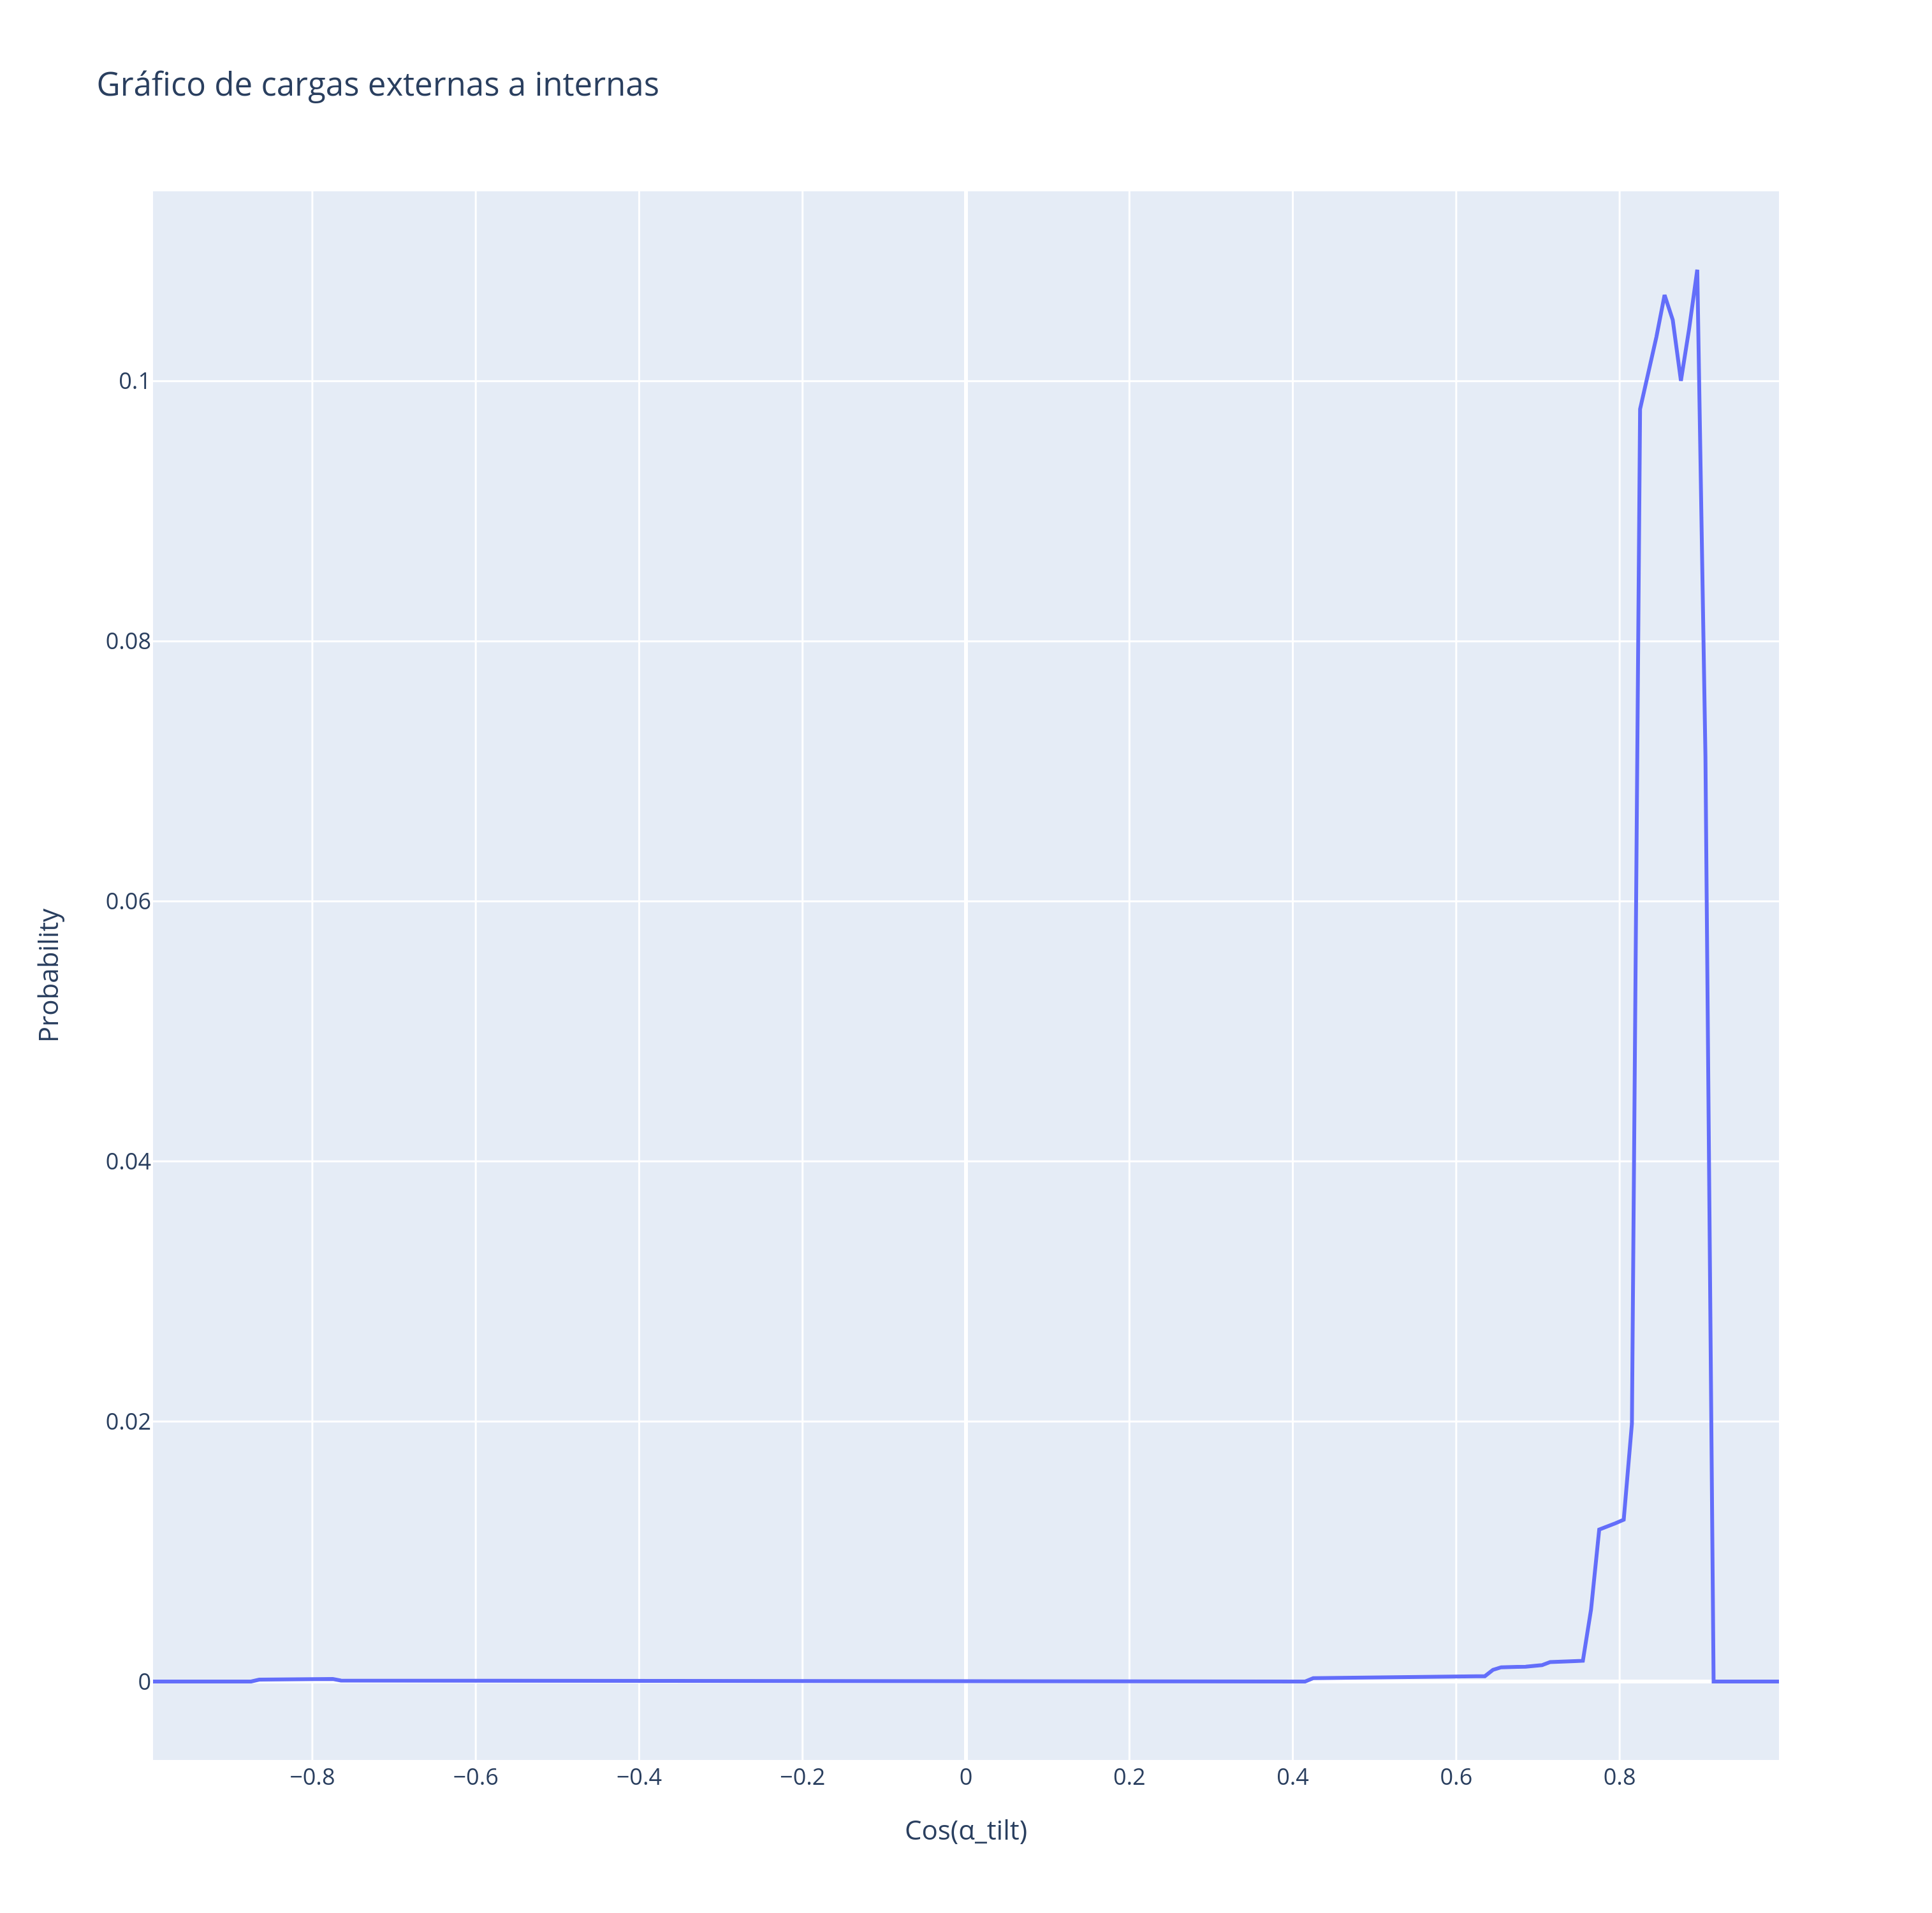 Gráfico de cargas externas a internas
0.1
0.08
0.06
0.04
0.02
0
Probability
−0.8 −0.6 −0.4 −0.2 0 0.2 0.4 0.6 0.8
Cos(α_tilt)